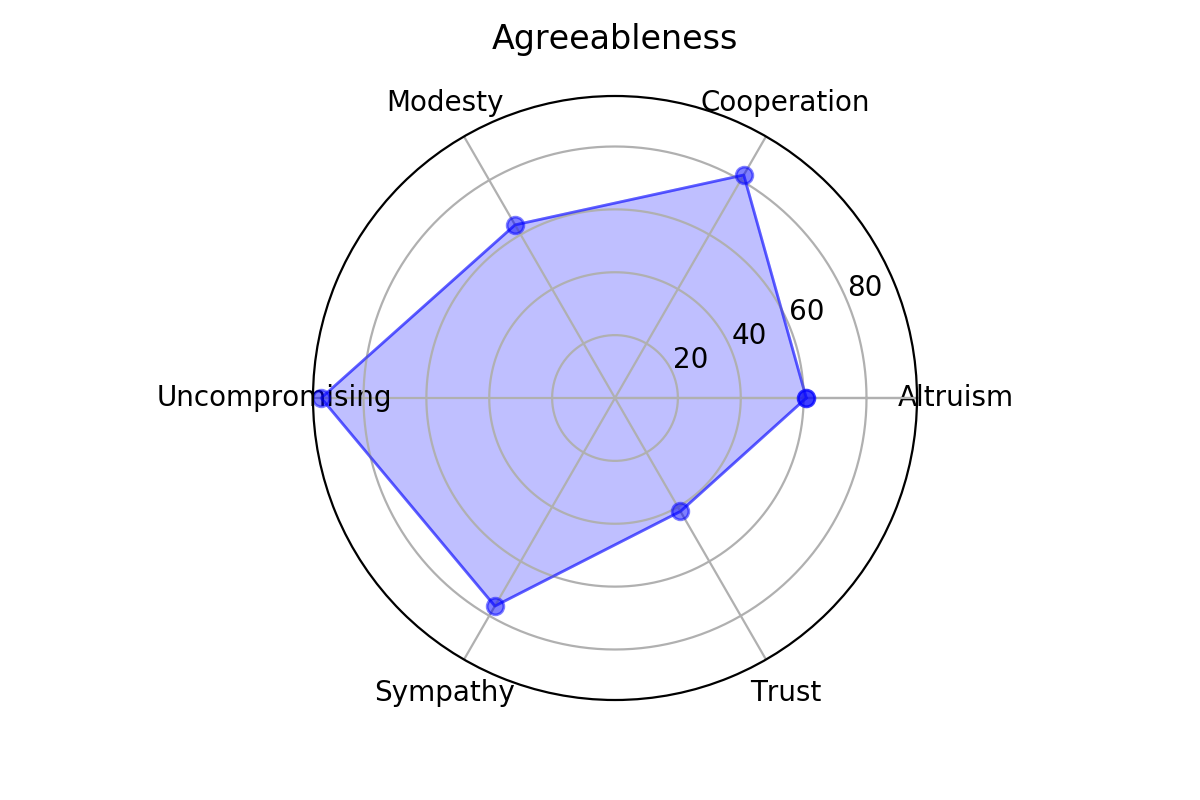 Agreeableness
Modesty
Cooperation
80
60
40
20
Uncompromising
Altruism
Sympathy
Trust